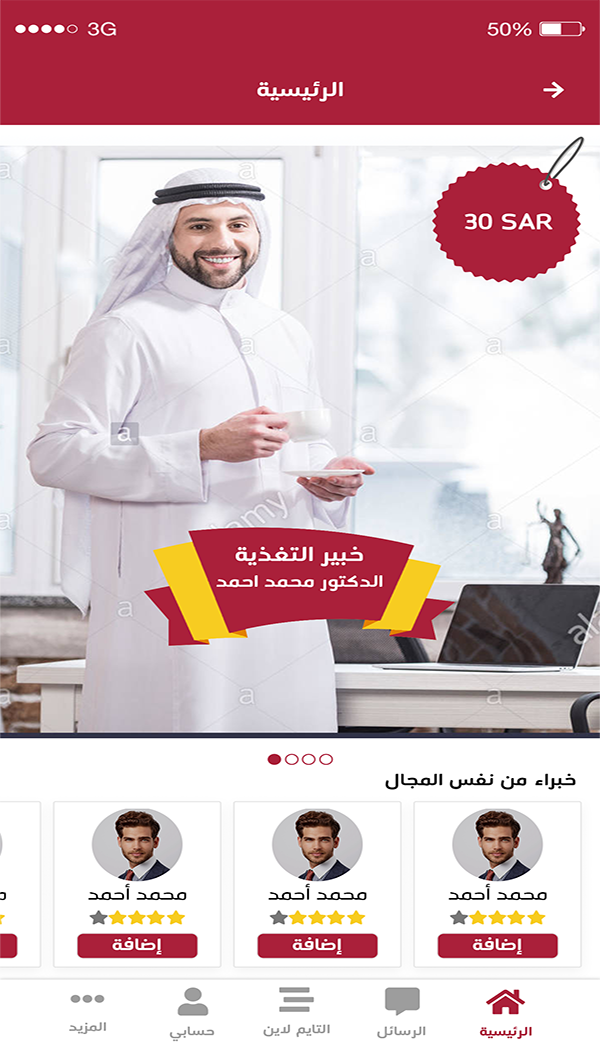 3G
50%
الرئيسية
30 SAR
a
alamy
خبير التغذية
الدكتور محمد احمد
خبراء من نفس المجال
محمد أحمد
محمد أحمد
محمد أحمد
إضافة
إضافة
إضافة
الرئيسية
الرسائل
التايم لاين
حسابي
المزيد